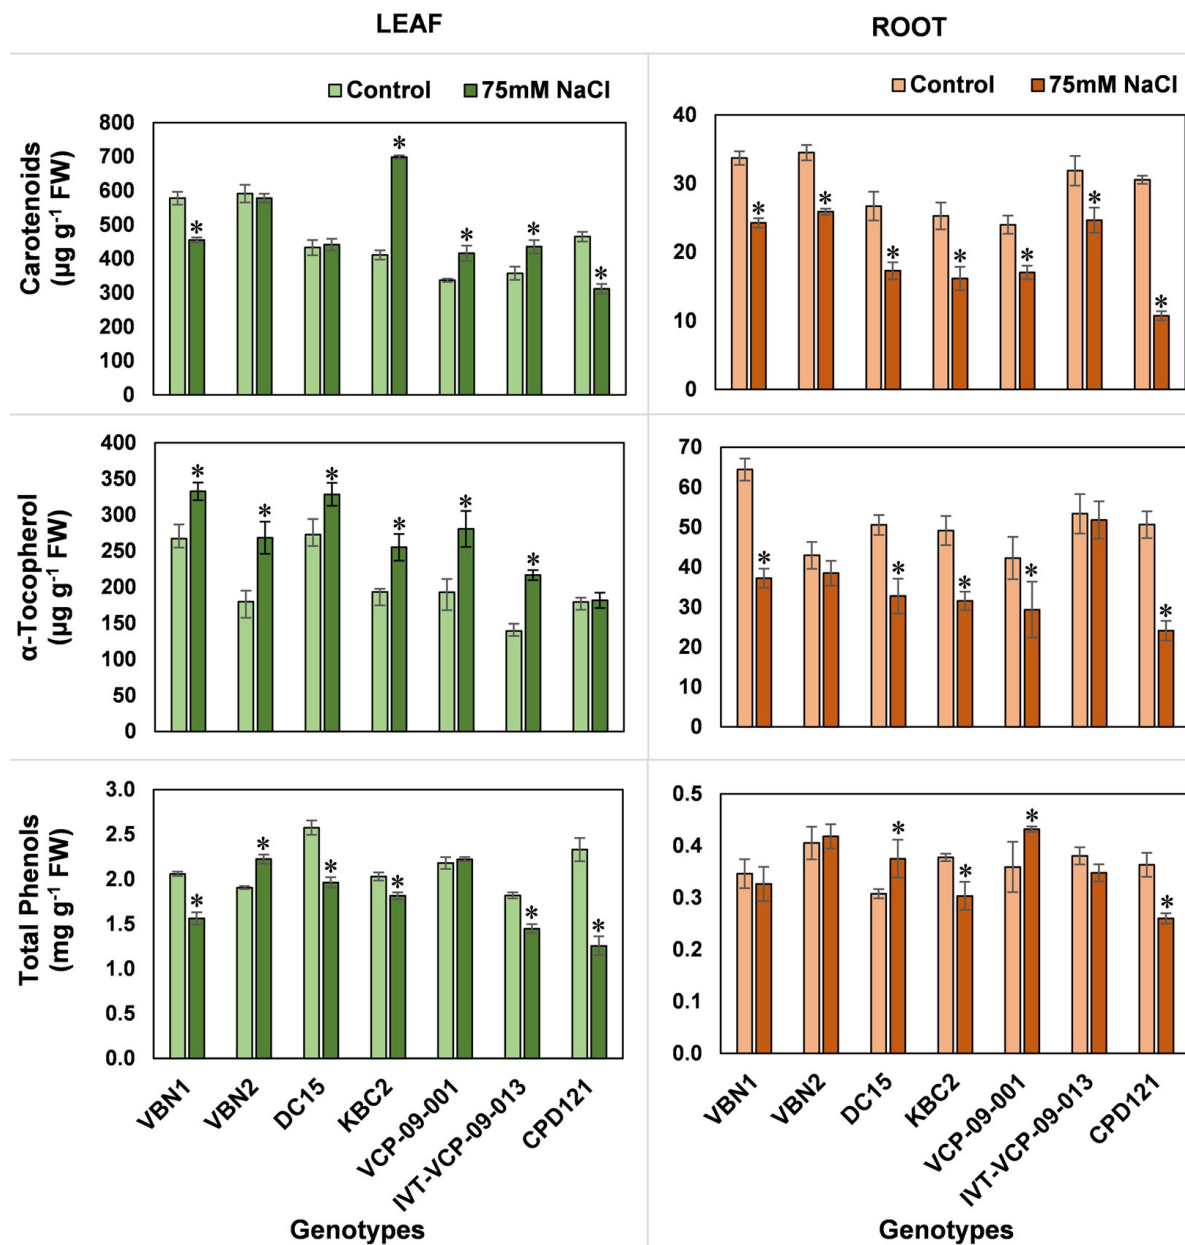 LEAF
ROOT
Control 75mM NaCl
Control 75mM NaCl
Carotenoids
(µg g-1 FW)
800
700
600
500
400
300
200
100
0
40
30
20
10
0
* * * * *
* * * * * * *
α-Tocopherol
(µg g-1 FW)
400
350
300
250
200
150
100
50
0
70
60
50
40
30
20
10
0
* * * * * *
* * * * *
Total Phenols
(mg g-1 FW)
3.0
2.5
2.0
1.5
1.0
0.5
0.0
0.5
0.4
0.3
0.2
0.1
0.0
* * * * * *
* * * *
VBN1
VBN2
DC15
KBC2
VCP-09-001
IVT-VCP-09-013
CPD121
VBN1
VBN2
DC15
KBC2
VCP-09-001
IVT-VCP-09-013
CPD121
Genotypes
Genotypes